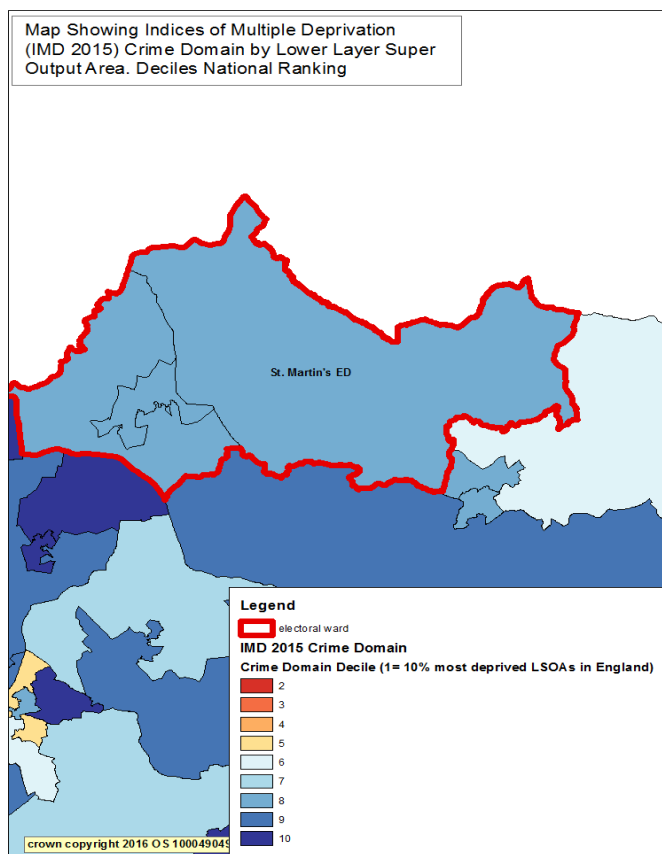 Map Showing Indices of Multiple Deprivation
(IMD 2015) Crime Domain by Lower Layer Super
Output Area. Deciles National Ranking
St. Martin's ED
Legend
electoral ward
IMD 2015 Crime Domain
Crime Domain Decile (1= 10% most deprived LSOAs in England)
2
3
4
5
6
7
8
9
10
crown copyright 2016 OS 100049049